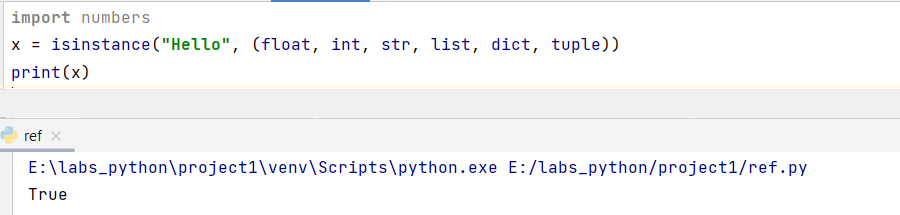 import numbers
x = isinstance("Hello", (float, int, str, list, dict, tuple))
print(x)
ref
E:\labs_python\project1\venv\Scripts\python.exe E:/labs_python/project1/ref.py
True